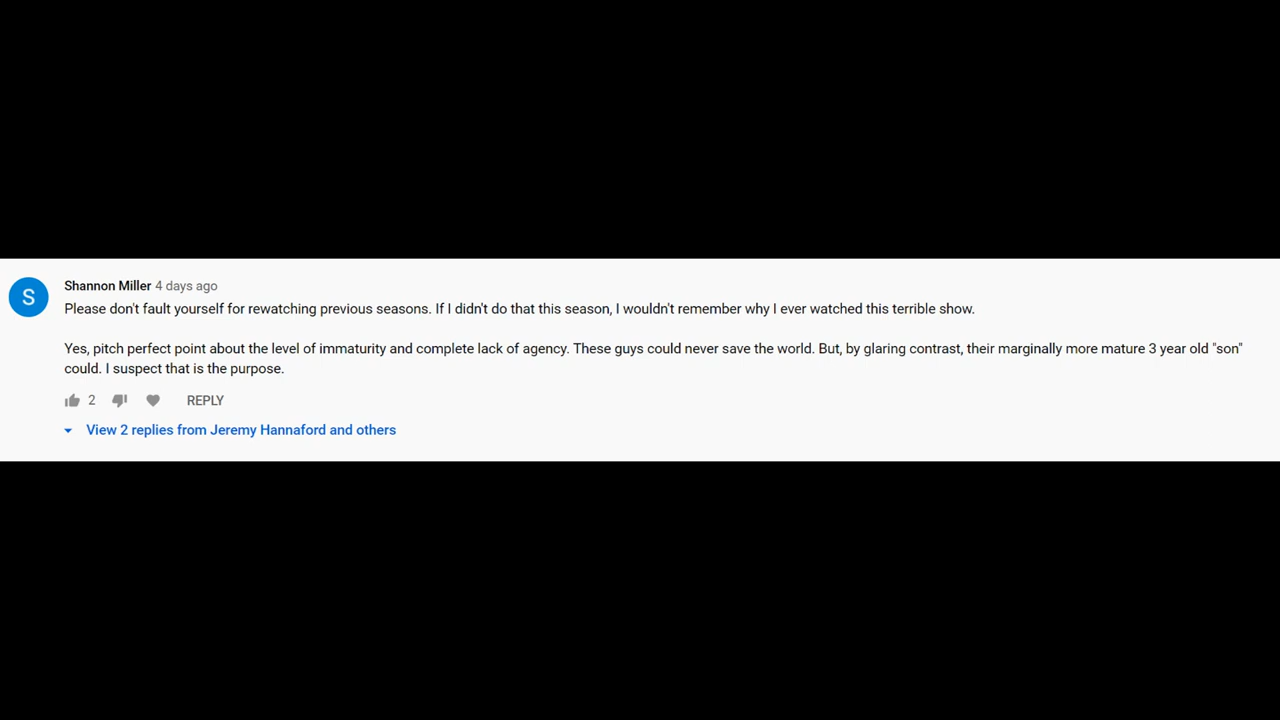 S
Shannon Miller 4 days ago
Please don't fault yourself for rewatching previous seasons. If I didn't do that this season, I wouldn't remember why I ever watched this terrible show.
Yes, pitch perfect point about the level of immaturity and complete lack of agency. These guys could never save the world. But, by glaring contrast, their marginally more mature 3 year old "son"
could. I suspect that is the purpose.
2 REPLY
View 2 replies from Jeremy Hannaford and others